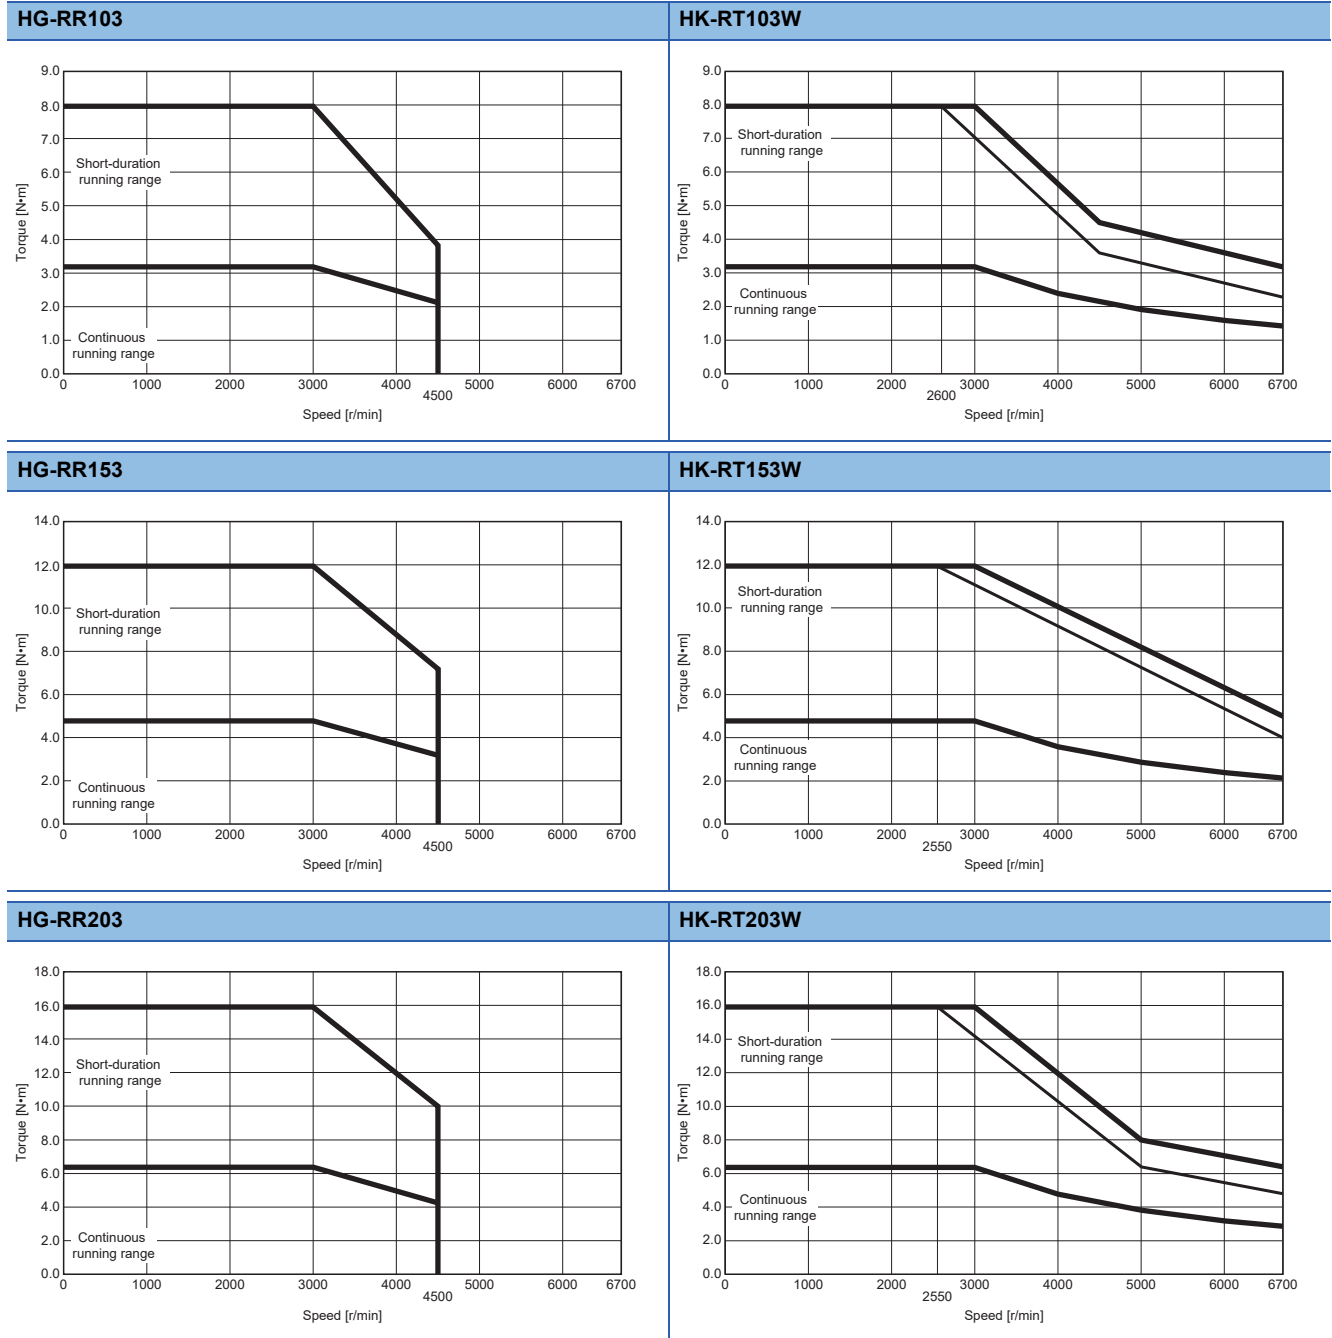 HG-RR103
HK-RT103W
9.0
8.0
7.0
6.0
5.0
4.0
3.0
2.0
1.0
0.0
Torque [N•m]
Short-duration
running range
Continuous
running range
0 1000 2000 3000 4000 5000 6000 6700
4500
Speed [r/min]
9.0
8.0
7.0
6.0
5.0
4.0
3.0
2.0
1.0
0.0
Torque [N•m]
Short-duration
running range
Continuous
running range
0 1000 2000 3000 4000 5000 6000 6700
2600
Speed [r/min]
HG-RR153
HK-RT153W
14.0
12.0
10.0
8.0
6.0
4.0
2.0
0.0
Torque [N•m]
Short-duration
running range
Continuous
running range
0 1000 2000 3000 4000 5000 6000 6700
4500
Speed [r/min]
14.0
12.0
10.0
8.0
6.0
4.0
2.0
0.0
Torque [N•m]
Short-duration
running range
Continuous
running range
0 1000 2000 3000 4000 5000 6000 6700
2550
Speed [r/min]
HG-RR203
HK-RT203W
18.0
16.0
14.0
12.0
10.0
8.0
6.0
4.0
2.0
0.0
Torque [N•m]
Short-duration
running range
Continuous
running range
0 1000 2000 3000 4000 5000 6000 6700
4500
Speed [r/min]
18.0
16.0
14.0
12.0
10.0
8.0
6.0
4.0
2.0
0.0
Torque [N•m]
Short-duration
running range
Continuous
running range
0 1000 2000 3000 4000 5000 6000 6700
2550
Speed [r/min]